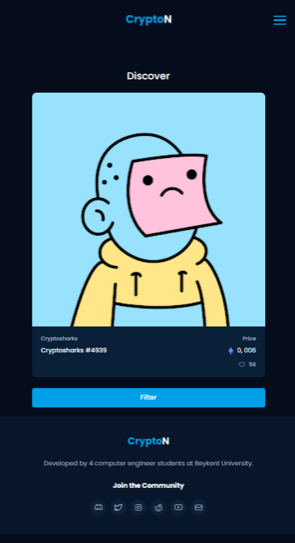 CryptoN
Discover
Cryptosharks Price
Cryptosharks #4939 0,006
56
Filter
CryptoN
Developed by 4 computer engineer students at Beykent University.
Join the Community